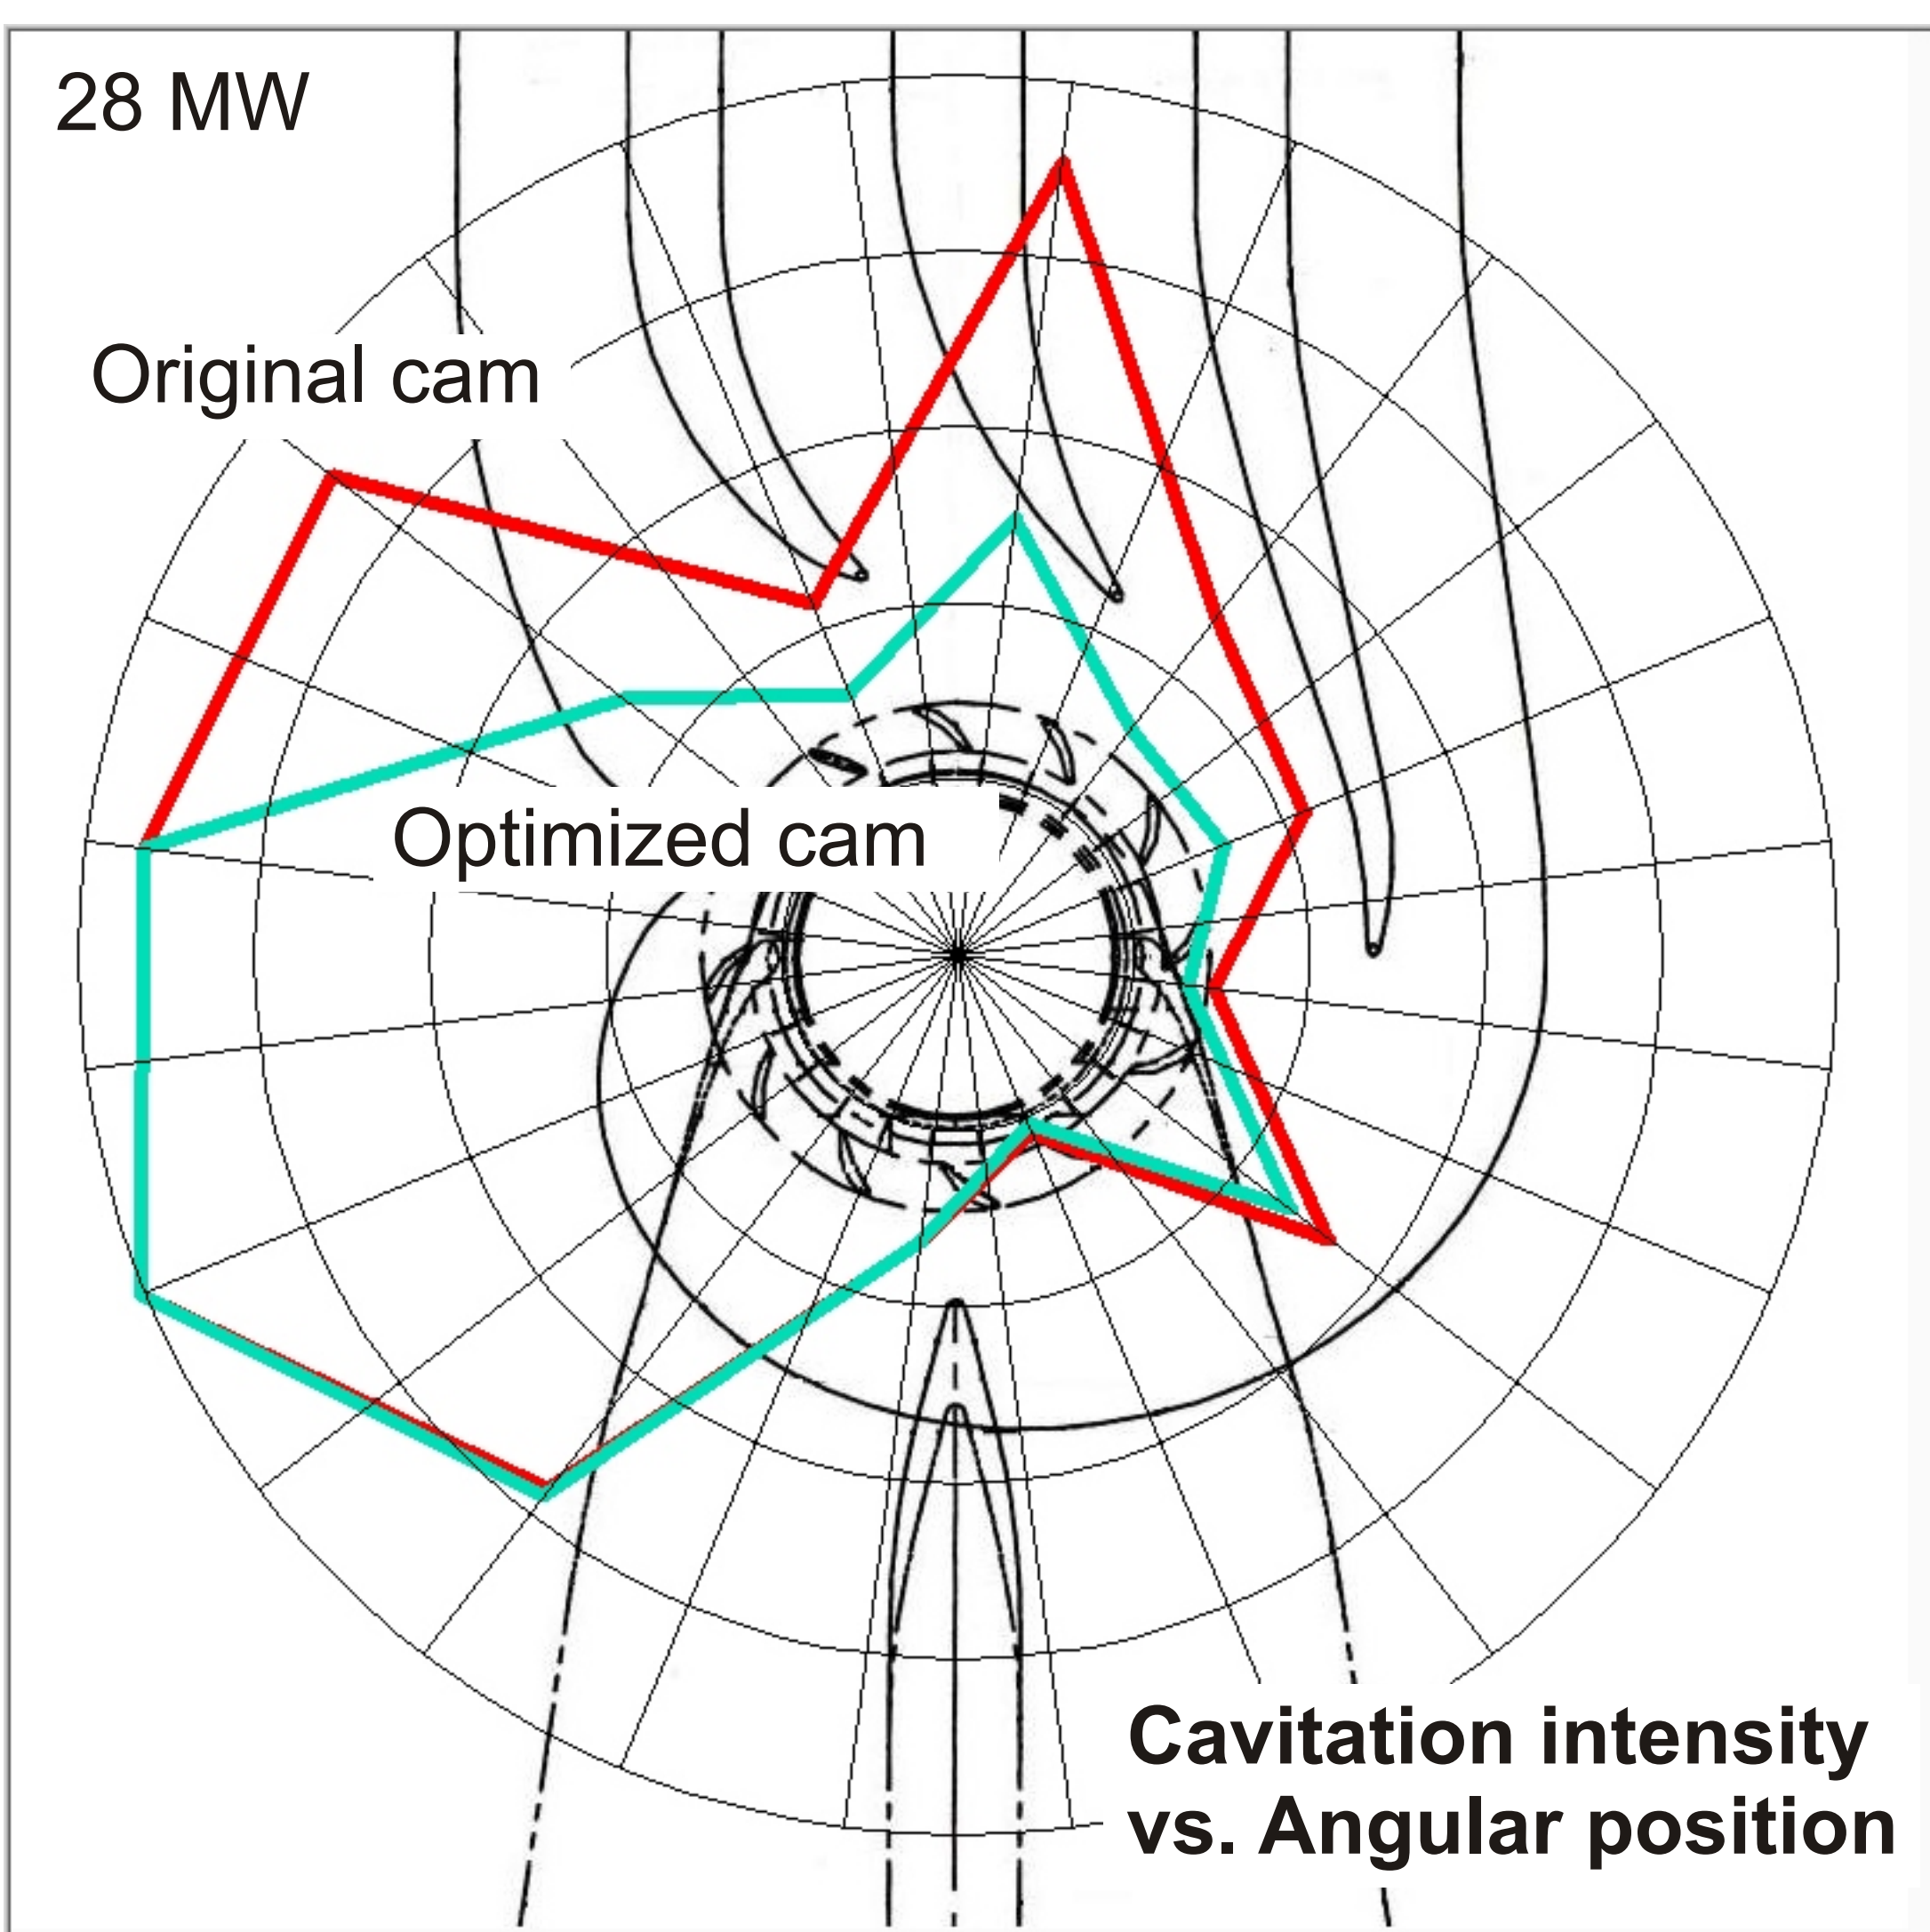 28 MW
Original cam
Optimized cam
Cavitation intensity
vs. Angular position